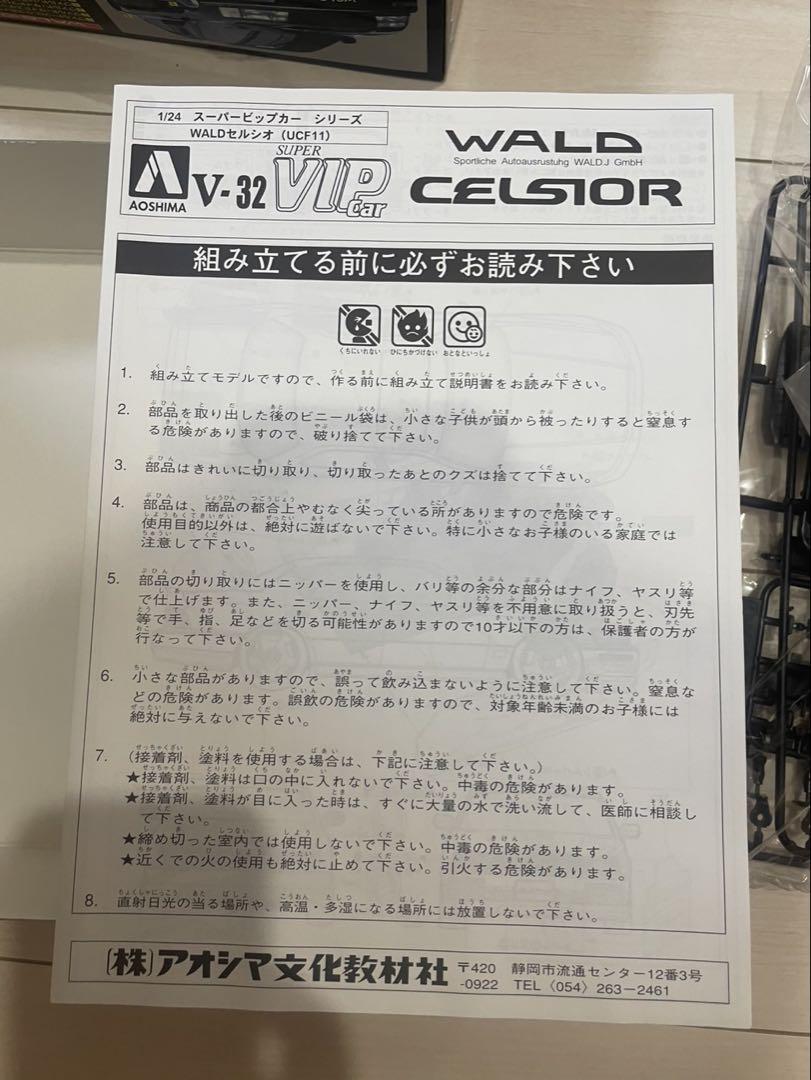 1/24 スーパービップカー シリーズ
WALDセルシオ（UCF11）
AOSHIMA
V-32
SUPER
VIP
car
WALD
Sportliche Autoausrustuhg WALD.J GmbH
CELSIOR
組み立てる前に必ずお読み下さい
くちにいれない ひにちかづけない おとなといっしょ
1. 組み立てモデルですので、作る前に組み立て説明書をお読み下さい。
2. 部品を取り出した後のビニール袋は、小さな子供が頭から被ったりすると窒息す
る危険がありますので、破り捨てて下さい。
3. 部品はきれいに切り取り、切り取ったあとのクズは捨てて下さい。
4. 部品は、商品の都合上やむなく尖っている所がありますので危険です。
使用目的以外は、絶対に遊ばないで下さい。特に小さなお子様のいる家庭では
注意して下さい。
5. 部品の切り取りにはニッパーを使用し、バリ等の余分な部分はナイフ、ヤスリ等
で仕上げます。また、ニッパー、ナイフ、ヤスリ等を不用意に取り扱うと、刃先
等で手、指、足などを切る可能性がありますので10才以下の方は、保護者の方が
行なって下さい。
6. 小さな部品がありますので、誤って飲み込まないように注意して下さい。窒息な
どの危険があります。誤飲の危険がありますので、対象年齢未満のお子様には
絶対に与えないで下さい。
7. (接着剤、塗料を使用する場合は、下記に注意して下さい。)
★接着剤、塗料は口の中に入れないで下さい。中毒の危険があります。
★接着剤、塗料が目に入った時は、すぐに大量の水で洗い流して、医師に相談し
て下さい。
★締め切った室内では使用しないで下さい。中毒の危険があります。
★近くでの火の使用も絶対に止めて下さい。引火する危険があります。
8. 直射日光の当る場所や、高温・多湿になる場所には放置しないで下さい。
(株)アオシマ文化教材社
〒420 静岡市流通センター12番3号
-0922 TEL〈054〉263－2461